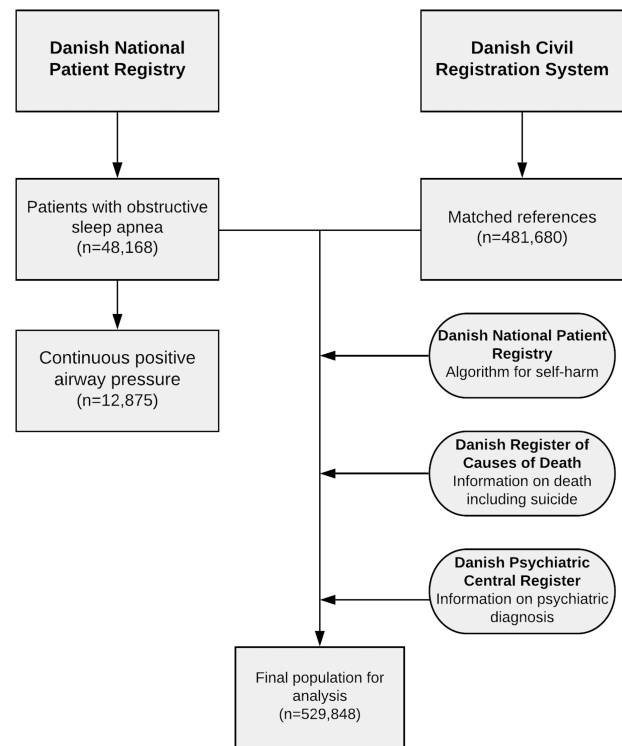 Danish National
Patient Registry
Danish Civil
Registration System
Patients with obstructive
sleep apnea
(n=48,168)
Matched references
(n=481,680)
Continuous positive
airway pressure
(n=12,875)
Danish National Patient
Registry
Algorithm for self-harm
Danish Register of
Causes of Death
Information on death
including suicide
Danish Psychiatric
Central Register
Information on psychiatric
diagnosis
Final population for
analysis
(n=529,848)